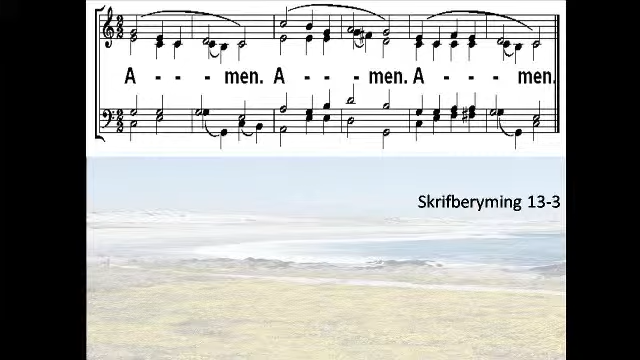 A - - - men. A - - - men. A - - - men.
Skrifberyming 13-3